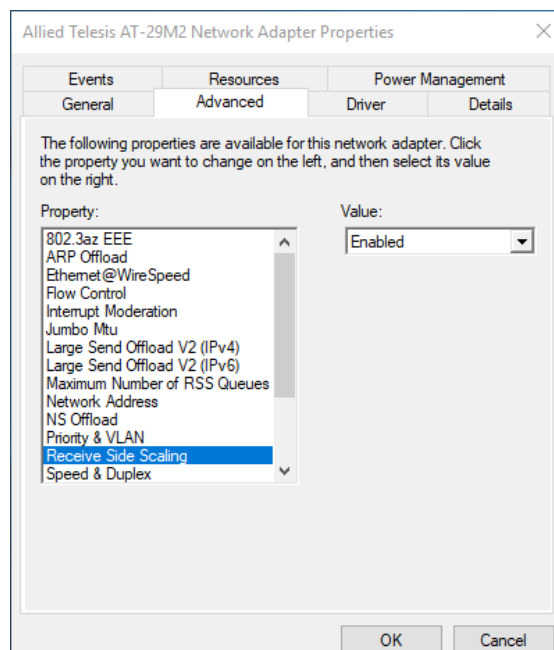 Allied Telesis AT-29M2 Network Adapter Properties
Events Resources Power Management
General Advanced Driver Details
The following properties are available for this network adapter. Click
the property you want to change on the left, and then select its value
on the right.
Property: Value:
802.3az EEE
ARP Offload
Ethernet@WireSpeed
Flow Control
Interrupt Moderation
Jumbo Mtu
Large Send Offload V2 (IPv4)
Large Send Offload V2 (IPv6)
Maximum Number of RSS Queues
Network Address
NS Offload
Priority & VLAN
Receive Side Scaling
Speed & Duplex
Enabled
OK Cancel